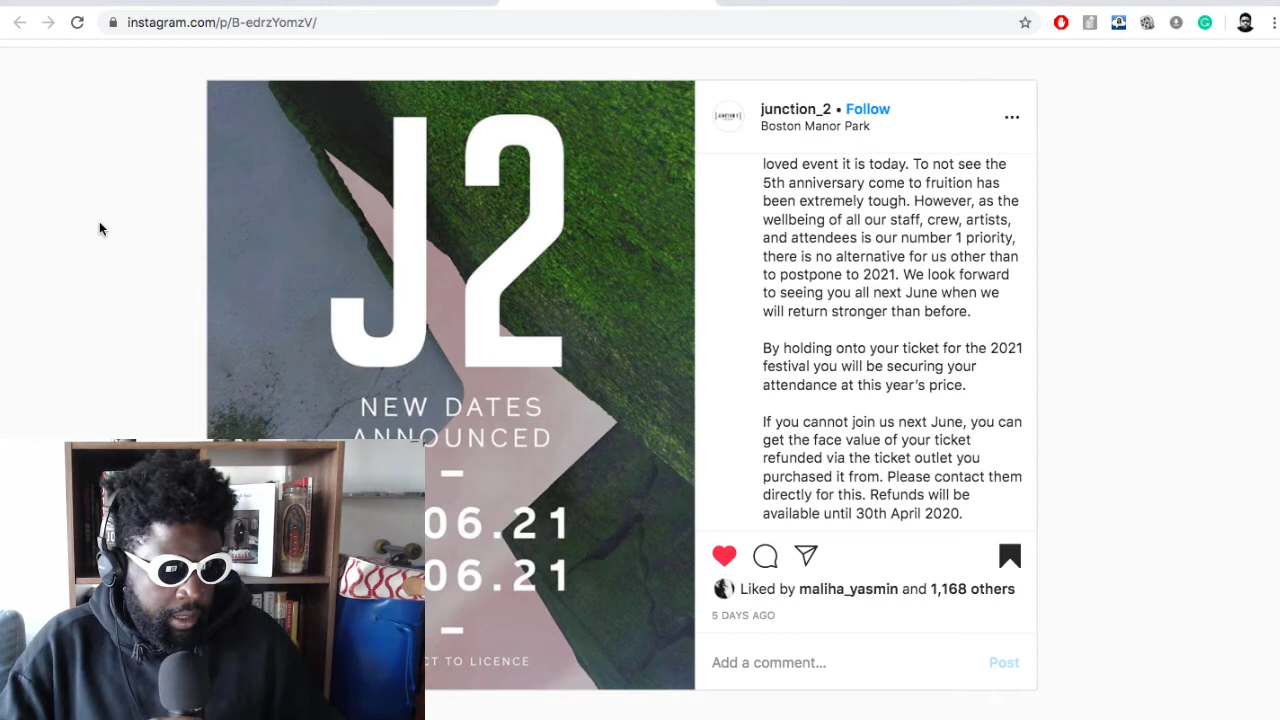 instagram.com/p/B-edrzYomzV/
J2
NEW DATES
ANNOUNCED
06.21
06.21
CT TO LICENCE
junction_2 • Follow
Boston Manor Park
loved event it is today. To not see the
5th anniversary come to fruition has
been extremely tough. However, as the
wellbeing of all our staff, crew, artists,
and attendees is our number 1 priority,
there is no alternative for us other than
to postpone to 2021. We look forward
to seeing you all next June when we
will return stronger than before.
By holding onto your ticket for the 2021
festival you will be securing your
attendance at this year’s price.
If you cannot join us next June, you can
get the face value of your ticket
refunded via the ticket outlet you
purchased it from. Please contact them
directly for this. Refunds will be
available until 30th April 2020.
Liked by maliha_yasmin and 1,168 others
5 DAYS AGO
Add a comment... Post